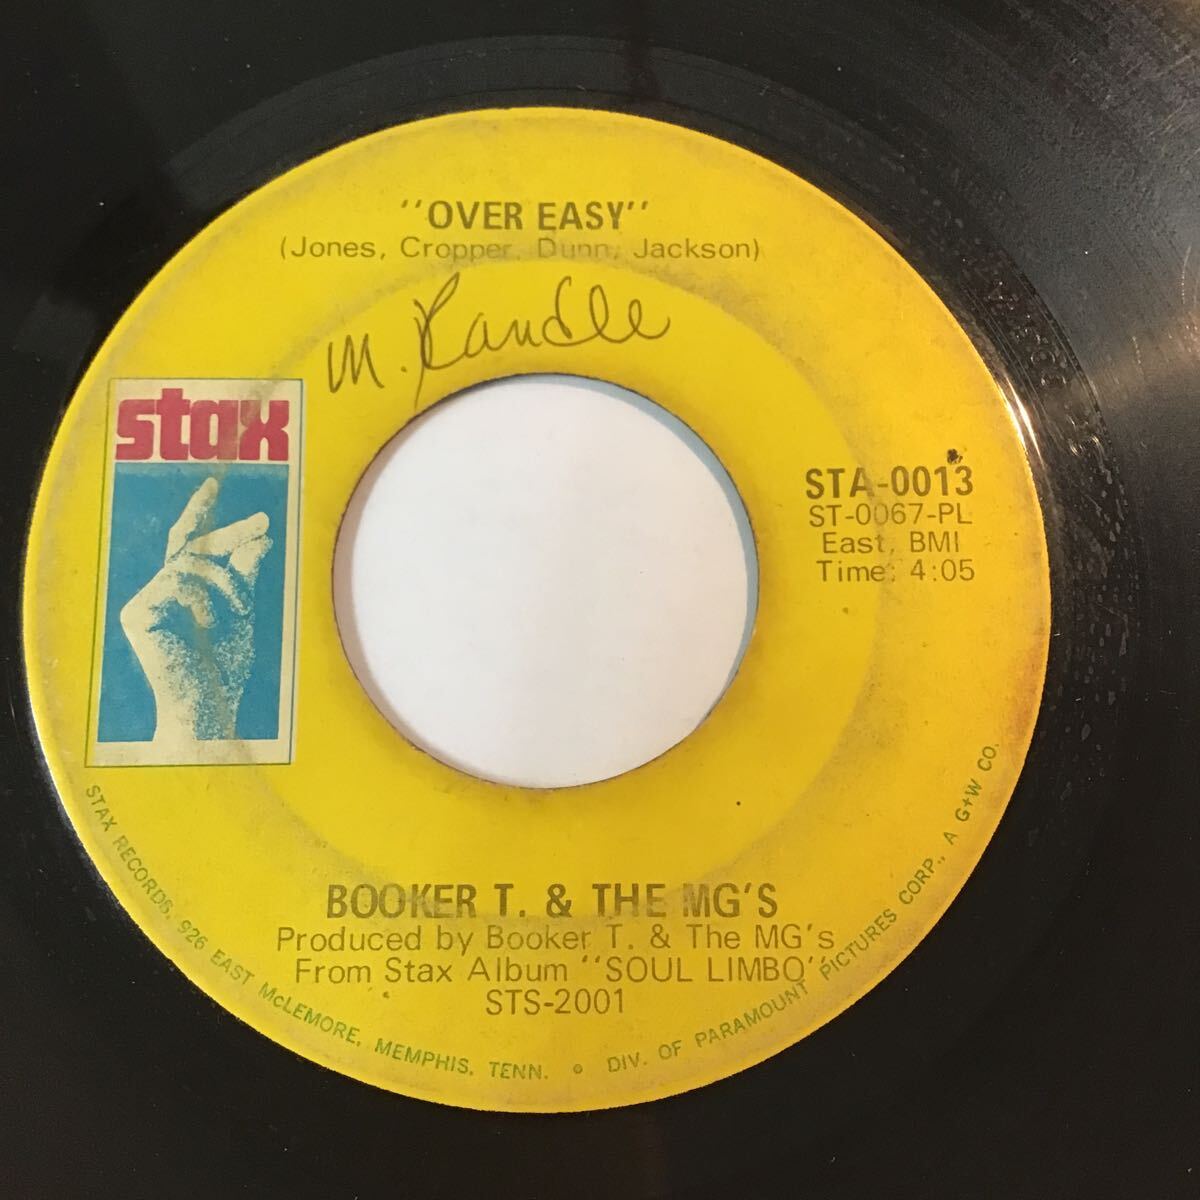 "OVER EASY"
(Jones, Cropper, Dunn, Jackson)
M. Randle
stax
STA-0013
ST-0067-PL
East, BMI
Time: 4:05
BOOKER T. & THE MG'S
Produced by Booker T. & The MG's
From Stax Album "SOUL LIMBO"
STS-2001
STAX RECORDS, 926 EAST McLEMORE, MEMPHIS, TENN. • DIV. OF PARAMOUNT PICTURES CORP., A G+W CO.